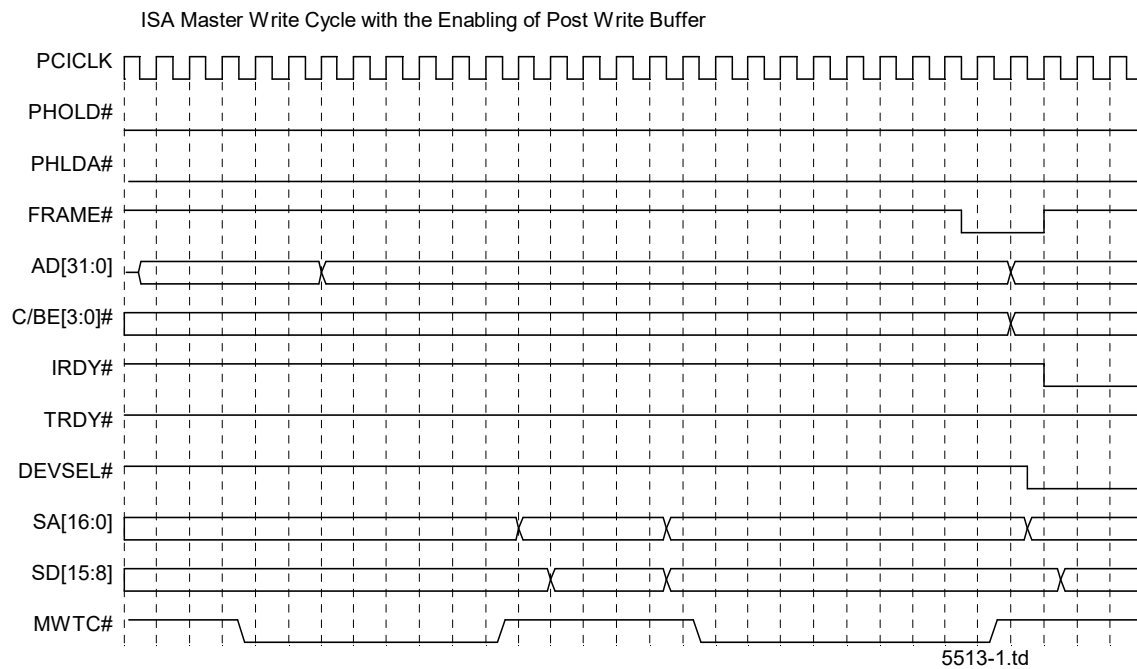 ISA Master Write Cycle with the Enabling of Post Write Buffer
PCICLK
PHOLD#
PHLDA#
FRAME#
AD[31:0]
C/BE[3:0]#
IRDY#
TRDY#
DEVSEL#
SA[16:0]
SD[15:8]
MWTC#
5513-1.td